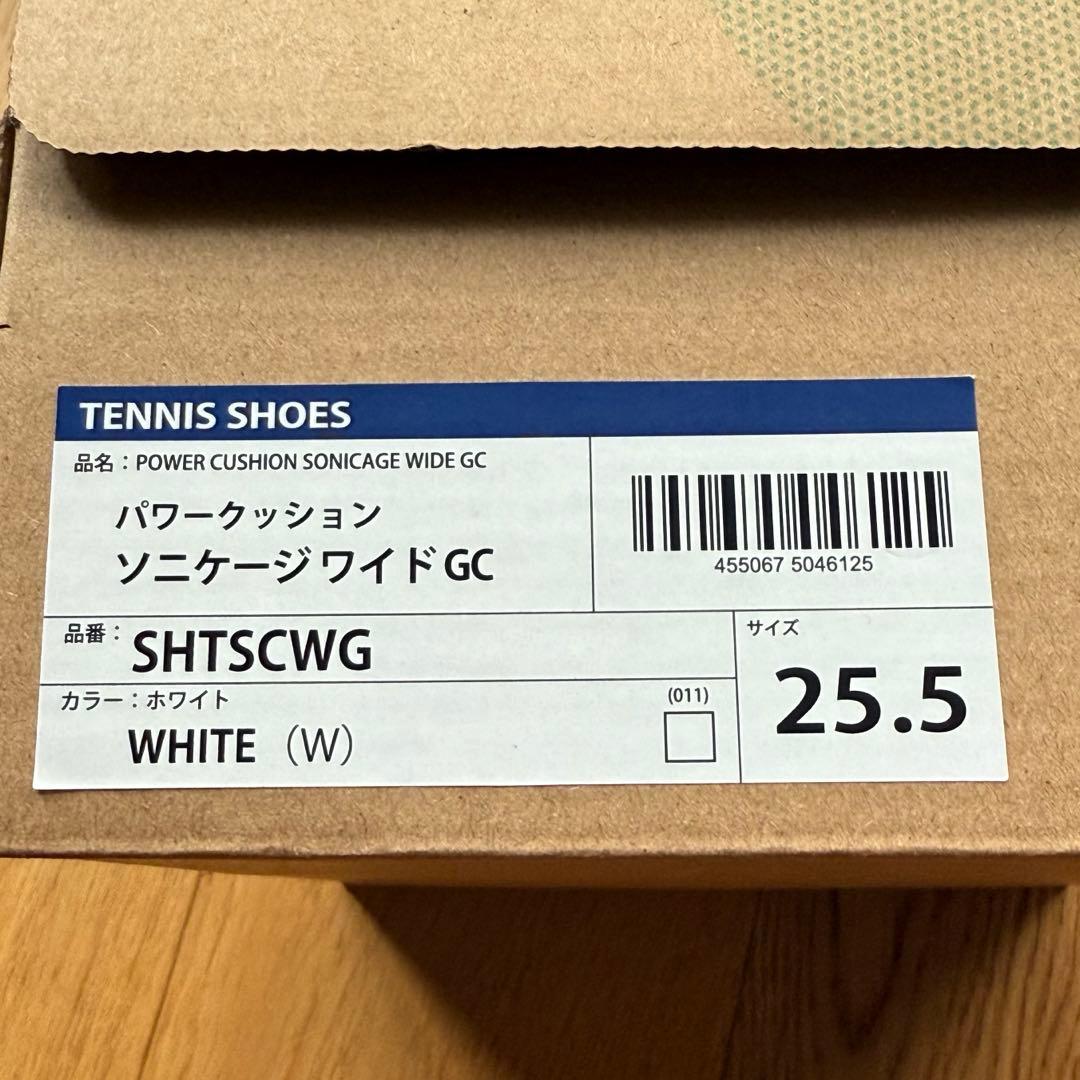 TENNIS SHOES
品名：POWER CUSHION SONICAGE WIDE GC
パワークッション
ソニケージ ワイド GC
455067 5046125
品番：SHTSCWG
サイズ
25.5
カラー：ホワイト
WHITE（W）
(011)